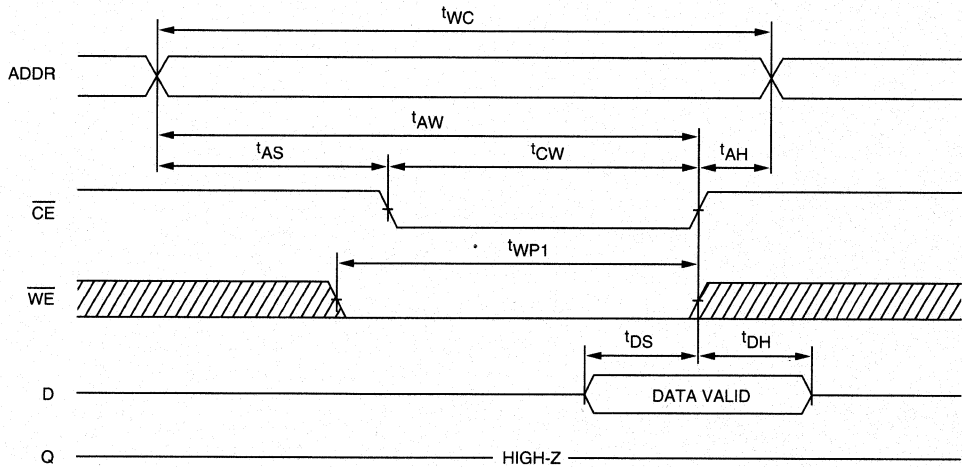 tWC
ADDR
tAW
tAS
tCW
tAH
CE
tWP1
WE
tDS
tDH
D
DATA VALID
Q
HIGH-Z